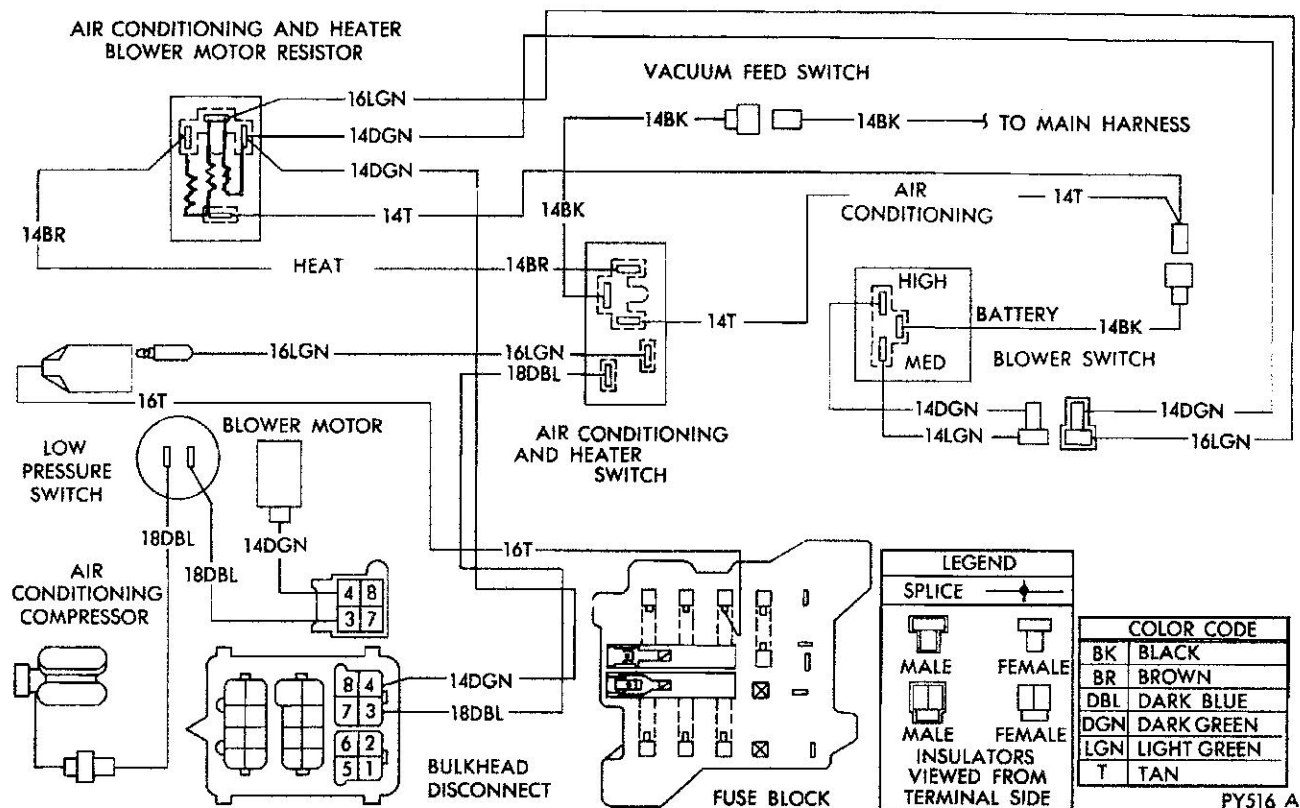 AIR CONDITIONING AND HEATER
BLOWER MOTOR RESISTOR
16LGN
14DGN
14DGN
14T
14BR
HEAT
VACUUM FEED SWITCH
14BK
14BK
TO MAIN HARNESS
14BK
AIR
CONDITIONING
14T
14BR
14T
HIGH
BATTERY
14BK
MED
BLOWER SWITCH
16LGN
16LGN
18DBL
16T
14DGN
14LGN
14DGN
16LGN
AIR CONDITIONING
AND HEATER
SWITCH
BLOWER MOTOR
LOW
PRESSURE
SWITCH
18DBL
14DGN
18DBL
16T
AIR
CONDITIONING
COMPRESSOR
4 8
3 7
8 4
7 3
6 2
5 1
14DGN
18DBL
BULKHEAD
DISCONNECT
FUSE BLOCK
LEGEND
SPLICE
MALE FEMALE
MALE FEMALE
INSULATORS
VIEWED FROM
TERMINAL SIDE
COLOR CODE
BK BLACK
BR BROWN
DBL DARK BLUE
DGN DARK GREEN
LGN LIGHT GREEN
T TAN
PY516 A